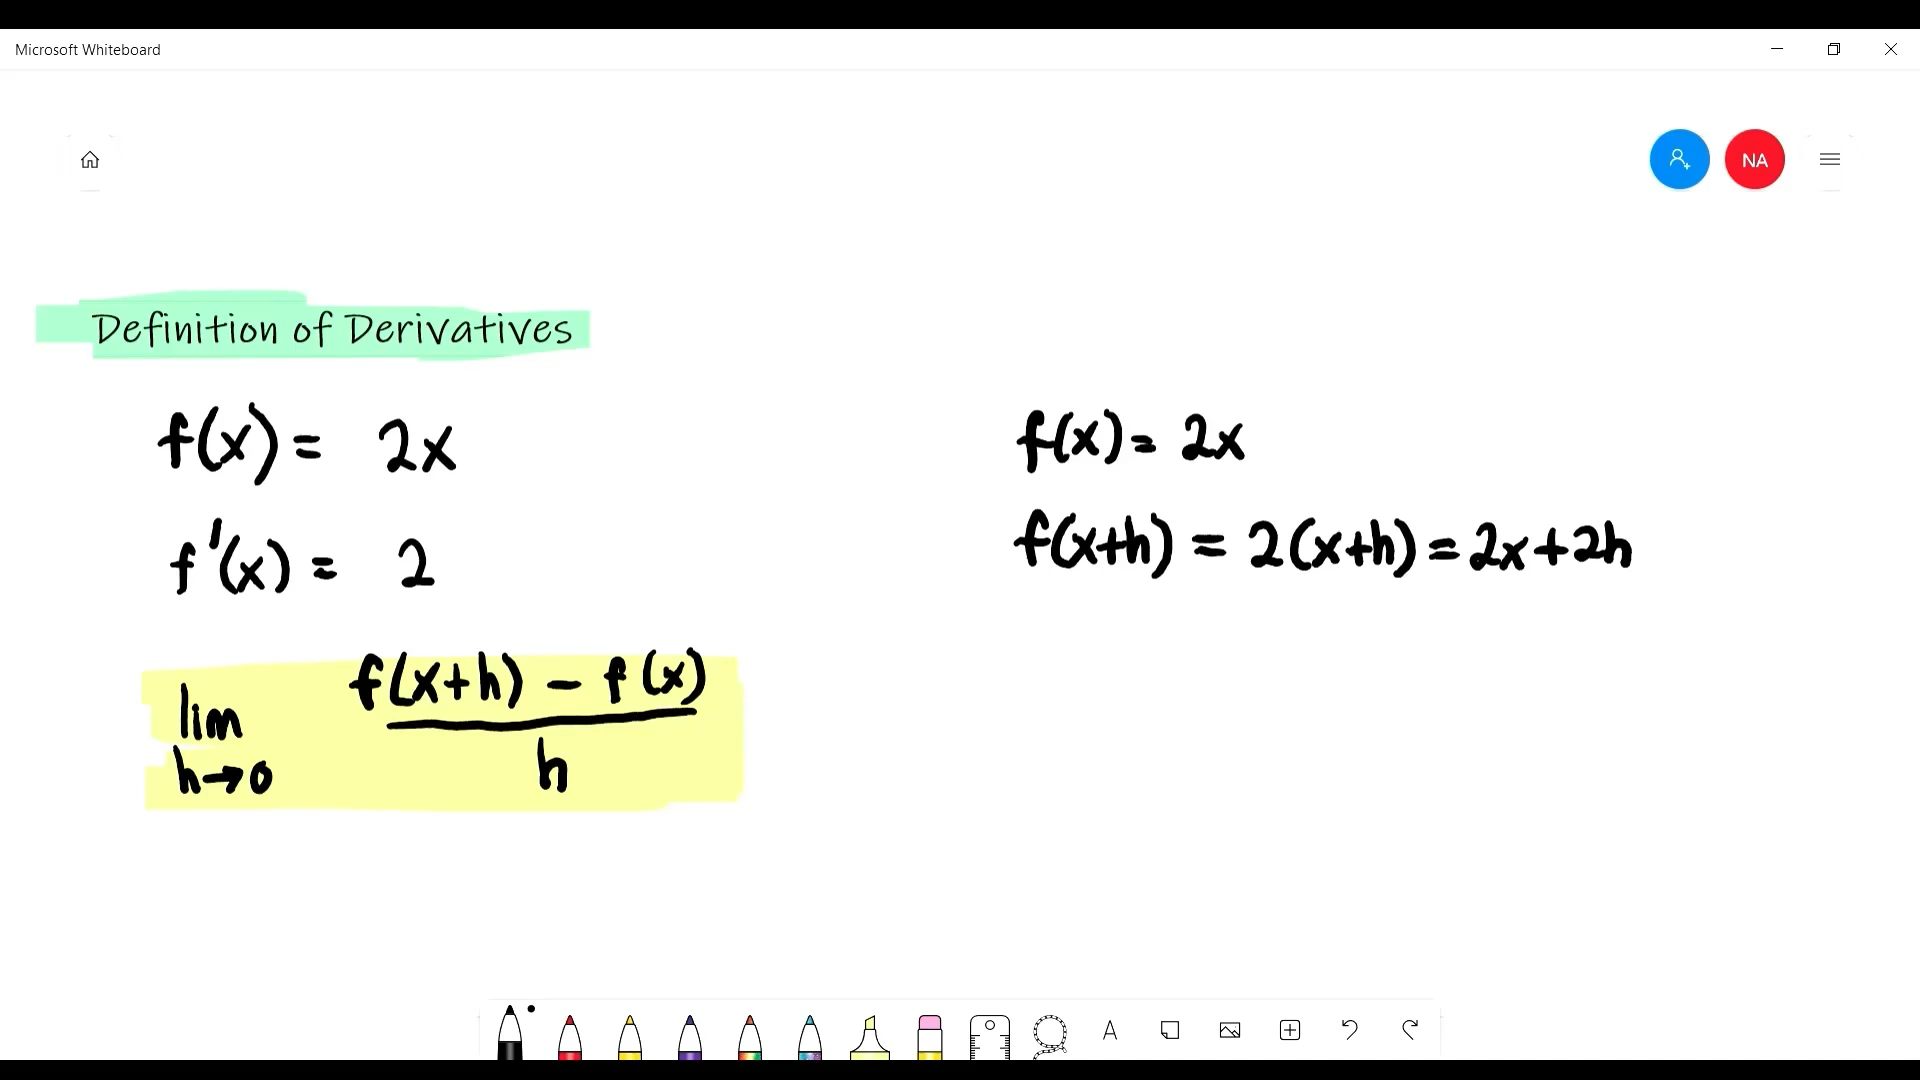 Microsoft Whiteboard
NA
Definition of Derivatives
f(x) = 2x
f'(x) = 2
lim h→0 f(x+h) - f(x) / h
f(x) = 2x
f(x+h) = 2(x+h) = 2x+2h
A